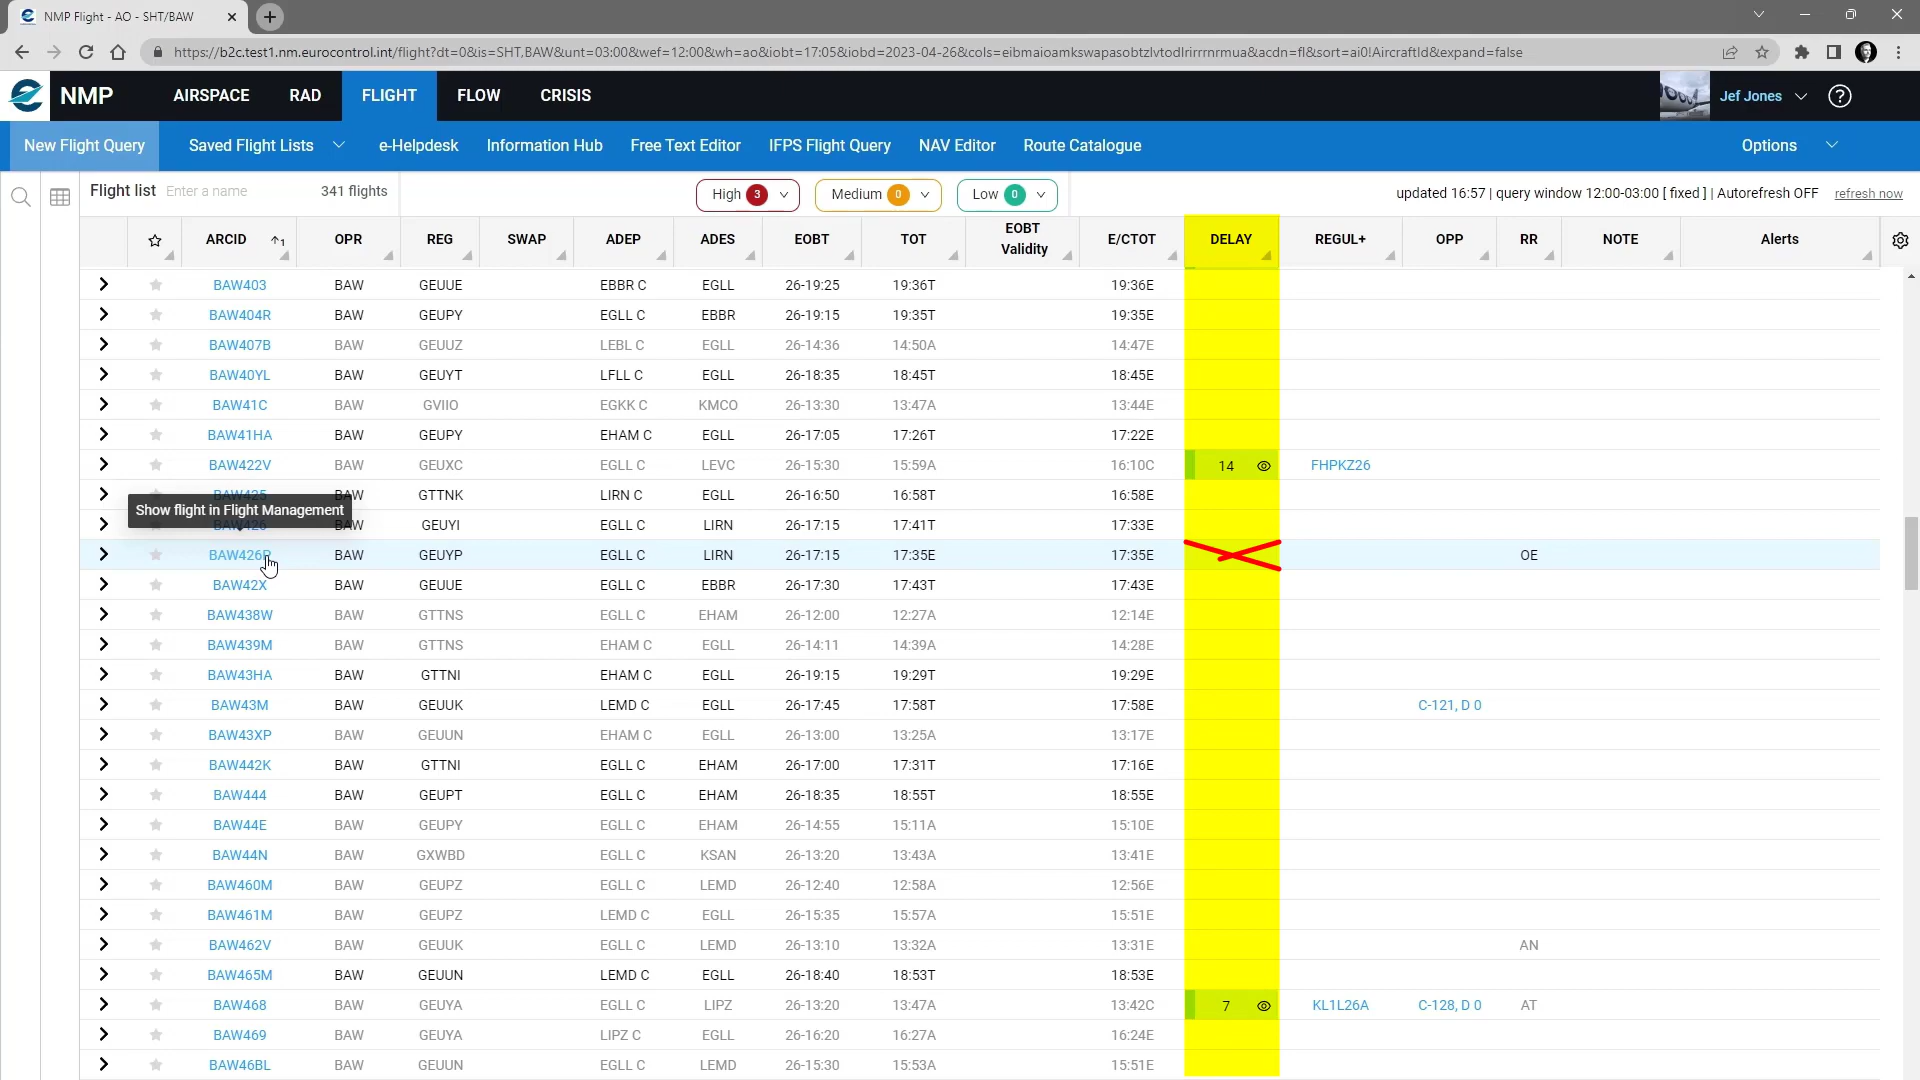 NMP Flight - AO - SHT/BAW
https://b2c.test1.nm.eurocontrol.int/flight?dt=0&is=SHT,BAW&unt=03:00&wef=12:00&wh=ao&iobt=17:05&iobd=2023-04-26&cols=eibmaioamkswapasobtzlvtodlrirrrnrmua&acdn=fl&sort=ai0!AircraftId&expand=false
NMP AIRSPACE RAD FLIGHT FLOW CRISIS Jef Jones ?
New Flight Query Saved Flight Lists e-Helpdesk Information Hub Free Text Editor IFPS Flight Query NAV Editor Route Catalogue Options
Flight list Enter a name 341 flights High 3 Medium 0 Low 0 updated 16:57 | query window 12:00-03:00 [ fixed ] | Autorefresh OFF refresh now
ARCID 1 OPR REG SWAP ADEP ADES EOBT TOT EOBT Validity E/CTOT DELAY REGUL+ OPP RR NOTE Alerts
BAW403 BAW GEUUE EBBR C EGLL 26-19:25 19:36T 19:36E
BAW404R BAW GEUPY EGLL C EBBR 26-19:15 19:35T 19:35E
BAW407B BAW GEUUZ LEBL C EGLL 26-14:36 14:50A 14:47E
BAW40YL BAW GEUYT LFLL C EGLL 26-18:35 18:45T 18:45E
BAW41C BAW GVIIO EGKK C KMCO 26-13:30 13:47A 13:44E
BAW41HA BAW GEUPY EHAM C EGLL 26-17:05 17:26T 17:22E
BAW422V BAW GEUXC EGLL C LEVC 26-15:30 15:59A 16:10C 14 FHPKZ26
BAW425 BAW GTTNK LIRN C EGLL 26-16:50 16:58T 16:58E
Show flight in Flight Management
BAW426 BAW GEUYI EGLL C LIRN 26-17:15 17:41T 17:33E
BAW426P BAW GEUYP EGLL C LIRN 26-17:15 17:35E 17:35E OE
BAW42X BAW GEUUE EGLL C EBBR 26-17:30 17:43T 17:43E
BAW438W BAW GTTNS EGLL C EHAM 26-12:00 12:27A 12:14E
BAW439M BAW GTTNS EHAM C EGLL 26-14:11 14:39A 14:28E
BAW43HA BAW GTTNI EHAM C EGLL 26-19:15 19:29T 19:29E
BAW43M BAW GEUUK LEMD C EGLL 26-17:45 17:58T 17:58E C-121, D 0
BAW43XP BAW GEUUN EHAM C EGLL 26-13:00 13:25A 13:17E
BAW442K BAW GTTNI EGLL C EHAM 26-17:00 17:31T 17:16E
BAW444 BAW GEUPT EGLL C EHAM 26-18:35 18:55T 18:55E
BAW44E BAW GEUPY EGLL C EHAM 26-14:55 15:11A 15:10E
BAW44N BAW GXWBD EGLL C KSAN 26-13:20 13:43A 13:41E
BAW460M BAW GEUPZ EGLL C LEMD 26-12:40 12:58A 12:56E
BAW461M BAW GEUPZ LEMD C EGLL 26-15:35 15:57A 15:51E
BAW462V BAW GEUUK EGLL C LEMD 26-13:10 13:32A 13:31E AN
BAW465M BAW GEUUN LEMD C EGLL 26-18:40 18:53T 18:53E
BAW468 BAW GEUYA EGLL C LIPZ 26-13:20 13:47A 13:42C 7 KL1L26A C-128, D 0 AT
BAW469 BAW GEUYA LIPZ C EGLL 26-16:20 16:27A 16:24E
BAW46BL BAW GEUUN EGLL C LEMD 26-15:30 15:53A 15:51E